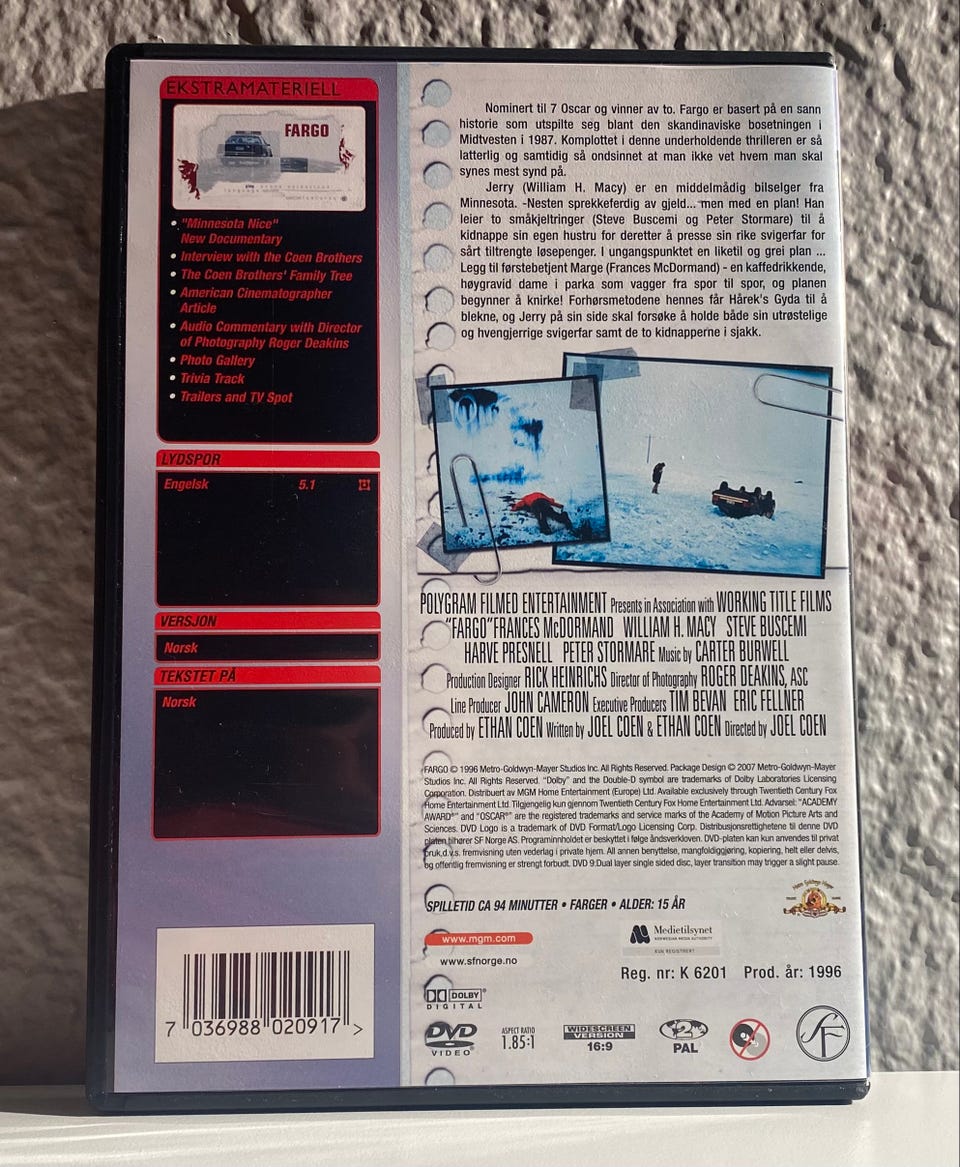 EKSTRAMATERIELL
FARGO
• "Minnesota Nice"
New Documentary
• Interview with the Coen Brothers
• The Coen Brothers' Family Tree
• American Cinematographer
Article
• Audio Commentary with Director
of Photography Roger Deakins
• Photo Gallery
• Trivia Track
• Trailers and TV Spot
LYDSPOR
Engelsk 5.1
VERSJON
Norsk
TEKSTET PÅ
Norsk
7 036988 020917 >
Nominert til 7 Oscar og vinner av to. Fargo er basert på en sann
historie som utspilte seg blant den skandinaviske bosetningen i
Midtvesten i 1987. Komplottet i denne underholdende thrilleren er så
latterlig og samtidig så ondsinnet at man ikke vet hvem man skal
synes mest synd på.
Jerry (William H. Macy) er en middelmådig bilselger fra
Minnesota. -Nesten sprekkeferdig av gjeld... men med en plan! Han
leier to småkjeltringer (Steve Buscemi og Peter Stormare) til å
kidnappe sin egen hustru for deretter å presse sin rike svigerfar for
sårt tiltrengte løsepenger. I ungangspunktet en liketil og grei plan ...
Legg til førstebetjent Marge (Frances McDormand) - en kaffedrikkende,
høygravid dame i parka som vagger fra spor til spor, og planen
begynner å knirke! Forhørsmetodene hennes får Hårek's Gyda til å
blekne, og Jerry på sin side skal forsøke å holde både sin utrøstelige
og hvengjerrige svigerfar samt de to kidnapperne i sjakk.
POLYGRAM FILMED ENTERTAINMENT Presents in Association with WORKING TITLE FILMS
"FARGO" FRANCES McDORMAND WILLIAM H. MACY STEVE BUSCEMI
HARVE PRESNELL PETER STORMARE Music by CARTER BURWELL
Production Designer RICK HEINRICHS Director of Photography ROGER DEAKINS, ASC
Line Producer JOHN CAMERON Executive Producers TIM BEVAN ERIC FELLNER
Produced by ETHAN COEN Written by JOEL COEN & ETHAN COEN Directed by JOEL COEN
FARGO © 1996 Metro-Goldwyn-Mayer Studios Inc. All Rights Reserved. Package Design © 2007 Metro-Goldwyn-Mayer
Studios Inc. All Rights Reserved. "Dolby" and the Double-D symbol are trademarks of Dolby Laboratories Licensing
Corporation. Distribuert av MGM Home Entertainment (Europe) Ltd. Available exclusively through Twentieth Century Fox
Home Entertainment Ltd. Tilgjengelig kun gjennom Twentieth Century Fox Home Entertainment Ltd. Advarsel: "ACADEMY
AWARD®" and "OSCAR®" are the registered trademarks and service marks of the Academy of Motion Picture Arts and
Sciences. DVD Logo is a trademark of DVD Format/Logo Licensing Corp. Distribusjonsrettighetene til denne DVD
platen tilhører SF Norge AS. Programinnholdet er beskyttet i følge åndsverkloven. DVD-platen kan kun anvendes til privat
bruk,d.v.s. fremvisning uten vederlag i private hjem. All annen benyttelse, mangfoldiggjøring, kopiering, helt eller delvis,
og offentlig fremvisning er strengt forbudt. DVD 9:Dual layer single sided disc, layer transition may trigger a slight pause.
SPILLETID CA 94 MINUTTER • FARGER • ALDER: 15 ÅR
www.mgm.com
www.sfnorge.no
Medietilsynet
NORWEGIAN MEDIA AUTHORITY
KUN REGISTRERT
Reg. nr: K 6201 Prod. år: 1996
DOLBY
DIGITAL
DVD
VIDEO
ASPECT RATIO
1.85:1
WIDESCREEN
VERSION
16:9
2
PAL
SF